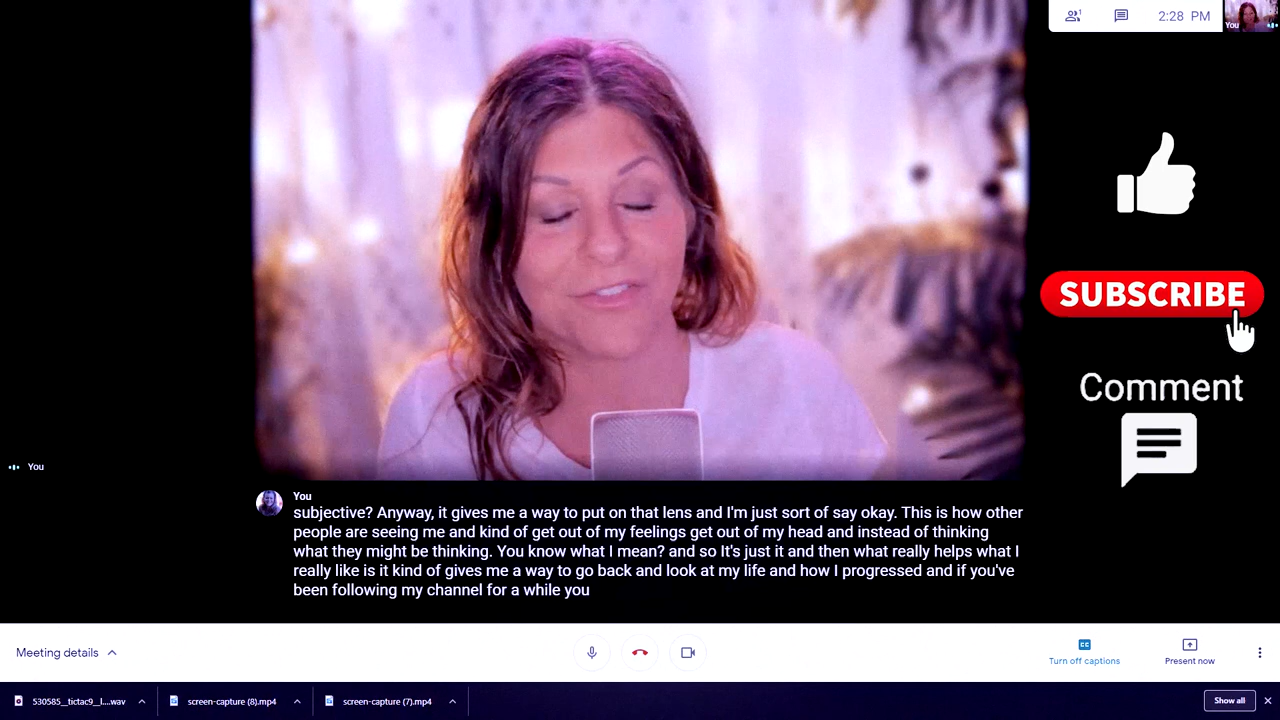 2:28 PM
You
SUBSCRIBE
Comment
You
You
subjective? Anyway, it gives me a way to put on that lens and I'm just sort of say okay. This is how other
people are seeing me and kind of get out of my feelings get out of my head and instead of thinking
what they might be thinking. You know what I mean? and so It's just it and then what really helps what I
really like is it kind of gives me a way to go back and look at my life and how I progressed and if you've
been following my channel for a while you
Meeting details
Turn off captions
Present now
530585__tictac9__l....wav
screen-capture (8).mp4
screen-capture (7).mp4
Show all